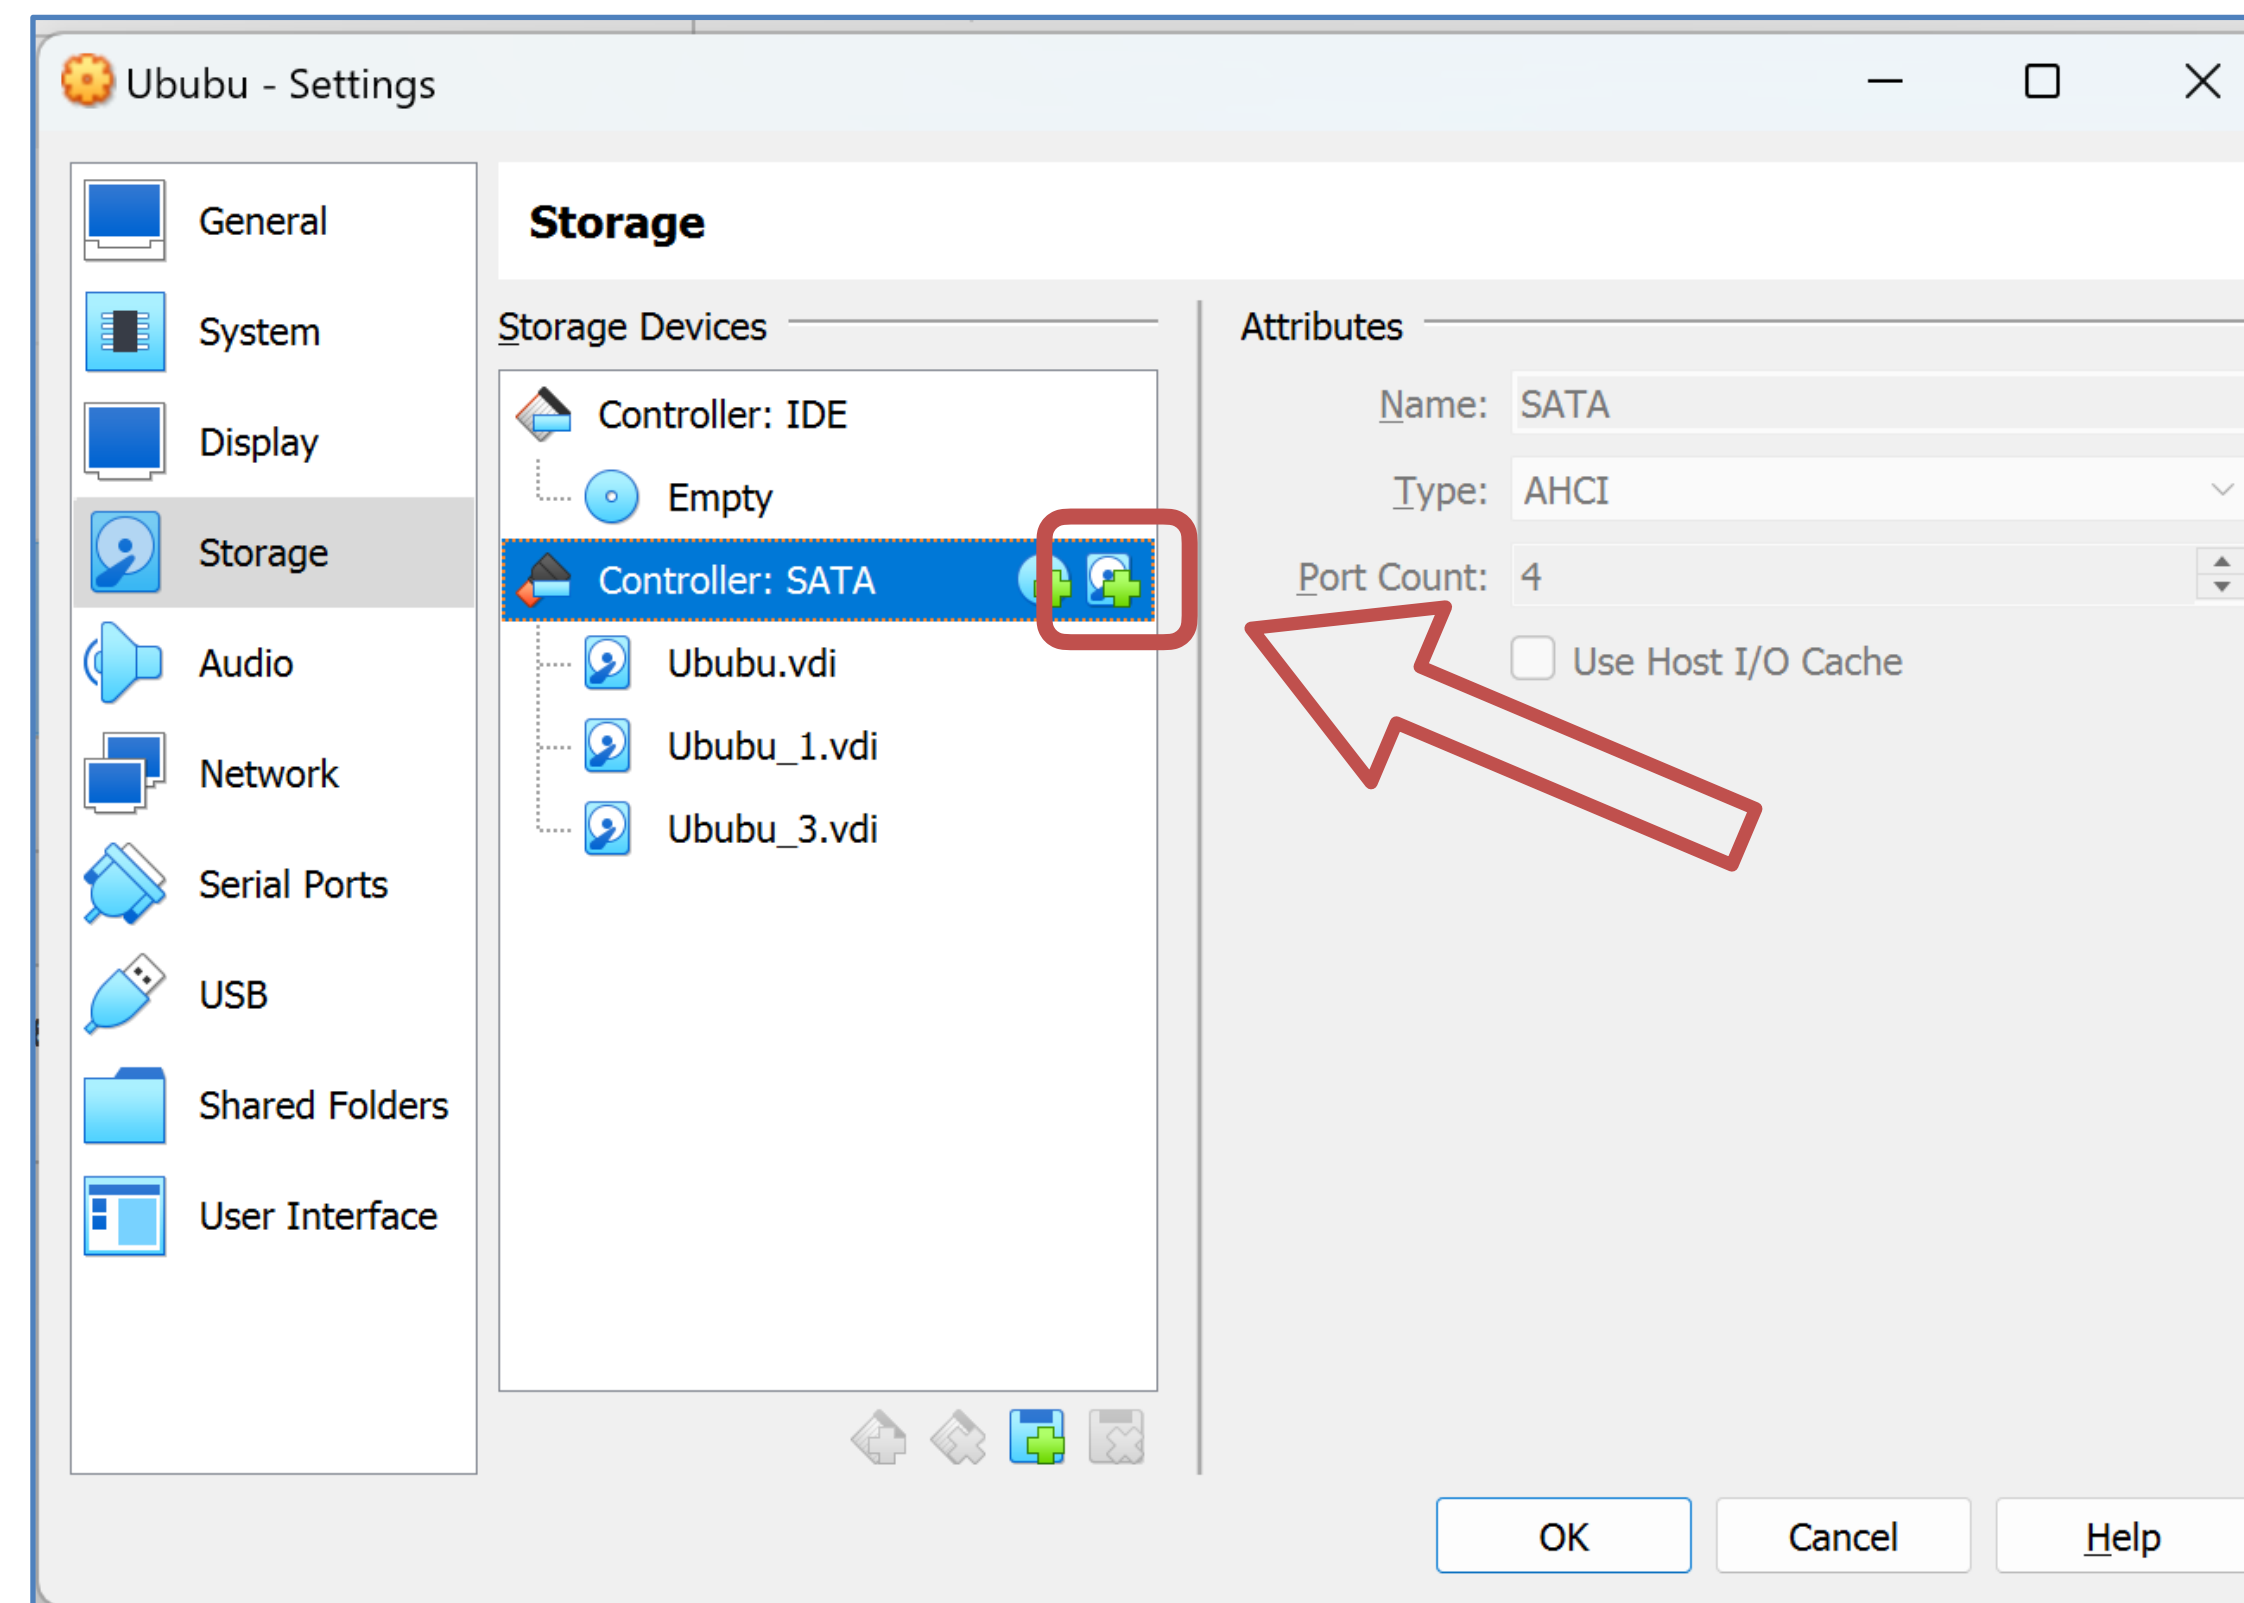 Ububu - Settings
General
System
Display
Storage
Audio
Network
Serial Ports
USB
Shared Folders
User Interface
Storage
Storage Devices
Controller: IDE
Empty
Controller: SATA
Ububu.vdi
Ububu_1.vdi
Ububu_3.vdi
Attributes
Name: SATA
Type: AHCI
Port Count: 4
Use Host I/O Cache
OK Cancel Help